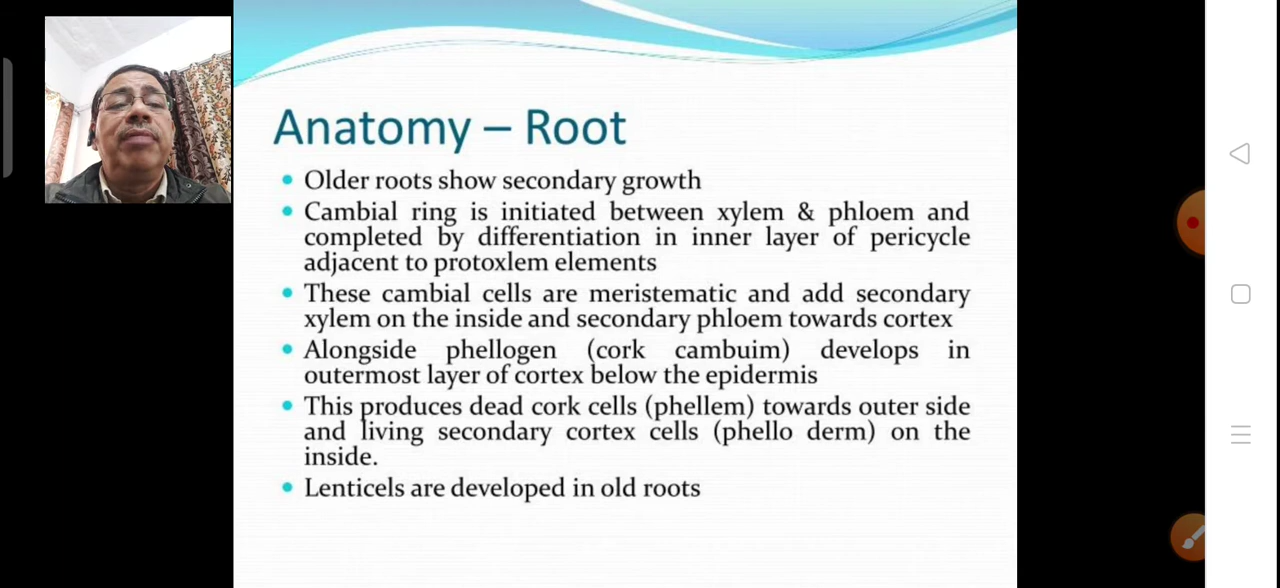 Anatomy – Root
• Older roots show secondary growth
• Cambial ring is initiated between xylem & phloem and
completed by differentiation in inner layer of pericycle
adjacent to protoxlem elements
• These cambial cells are meristematic and add secondary
xylem on the inside and secondary phloem towards cortex
• Alongside phellogen (cork cambuim) develops in
outermost layer of cortex below the epidermis
• This produces dead cork cells (phellem) towards outer side
and living secondary cortex cells (phello derm) on the
inside.
• Lenticels are developed in old roots